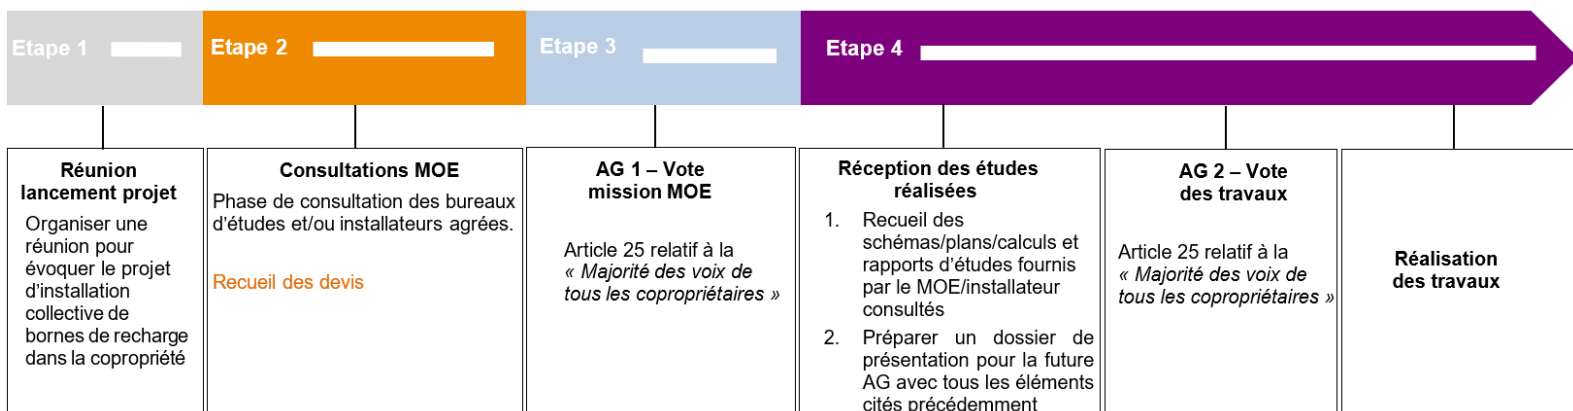 Etape 1
Etape 2
Etape 3
Etape 4
Réunion
lancement projet
Organiser une
réunion pour
évoquer le projet
d'installation
collective de
bornes de recharge
dans la copropriété
Consultations MOE
Phase de consultation des bureaux
d'études et/ou installateurs agréées.
Recueil des devis
AG 1 – Vote
mission MOE
Article 25 relatif à la
« Majorité des voix de
tous les copropriétaires »
Réception des études
réalisées
1. Recueil des
schémas/plans/calculs et
rapports d'études fournis
par le MOE/installateur
consultés
2. Préparer un dossier de
présentation pour la future
AG avec tous les éléments
cités précédemment
AG 2 – Vote
des travaux
Article 25 relatif à la
« Majorité des voix de
tous les copropriétaires »
Réalisation
des travaux